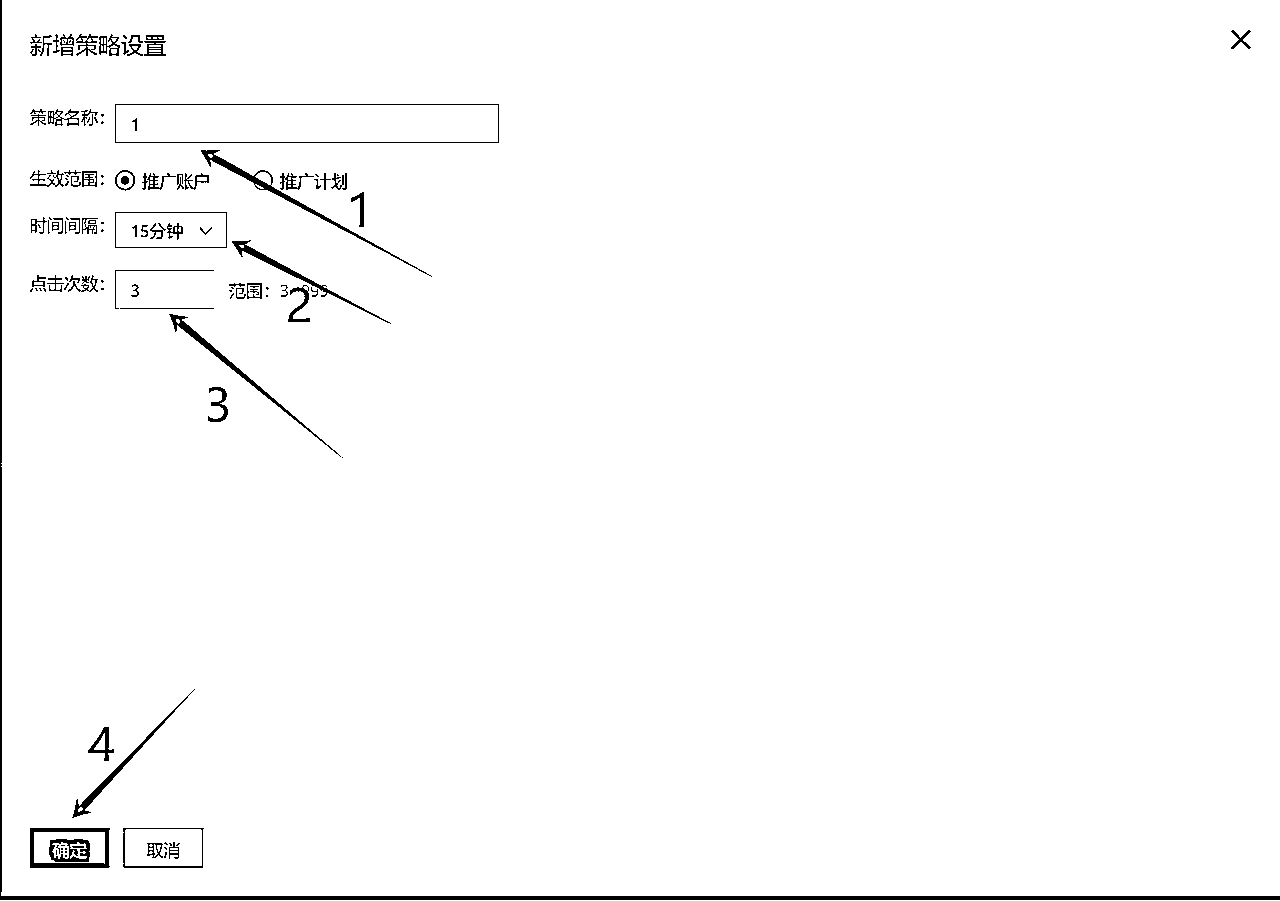 新增策略设置
策略名称： 1
生效范围： 推广账户 推广计划
1
时间间隔： 15分钟
点击次数： 3 范围：3-999
2
3
4
确定 取消